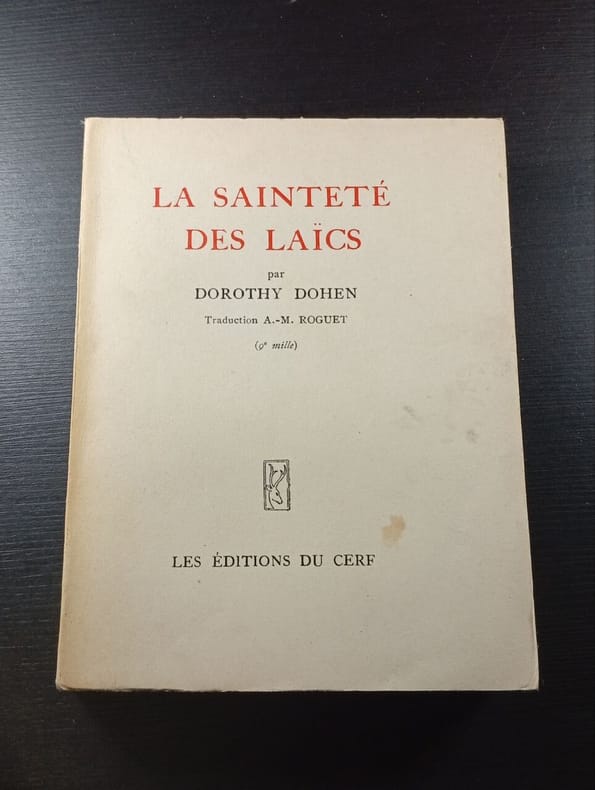 LA SAINTETÉ
DES LAÏCS
par
DOROTHY DOHEN
Traduction A.-M. ROGUET
(9e mille)
LES ÉDITIONS DU CERF